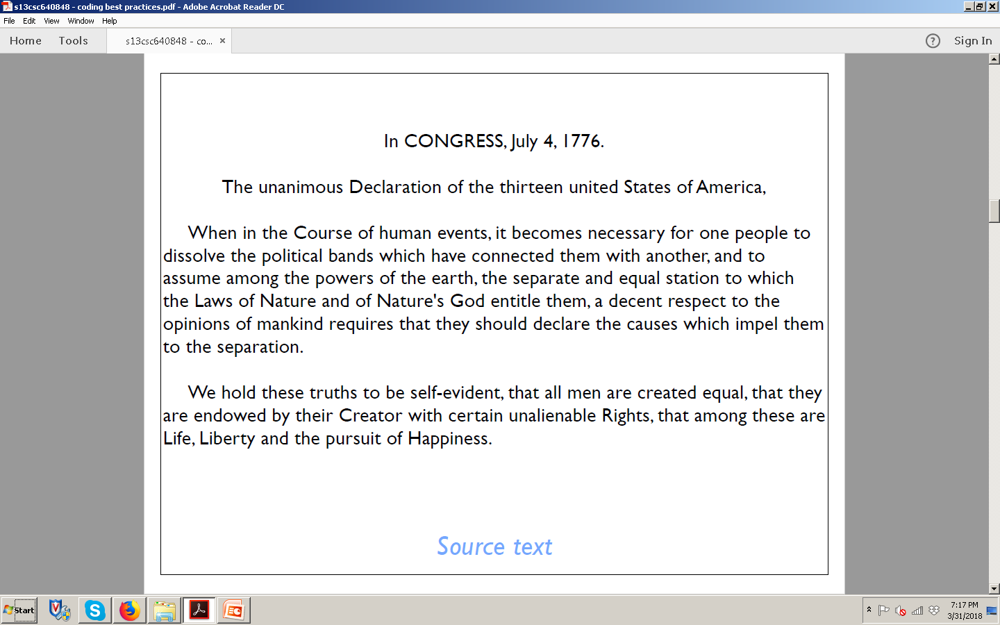 s13csc640848 - coding best practices.pdf - Adobe Acrobat Reader DC
File Edit View Window Help
Home Tools s13csc640848 - co... × ? Sign In
In CONGRESS, July 4, 1776.
The unanimous Declaration of the thirteen united States of America,
When in the Course of human events, it becomes necessary for one people to
dissolve the political bands which have connected them with another, and to
assume among the powers of the earth, the separate and equal station to which
the Laws of Nature and of Nature's God entitle them, a decent respect to the
opinions of mankind requires that they should declare the causes which impel them
to the separation.
We hold these truths to be self-evident, that all men are created equal, that they
are endowed by their Creator with certain unalienable Rights, that among these are
Life, Liberty and the pursuit of Happiness.
Source text
Start
7:17 PM
3/31/2018